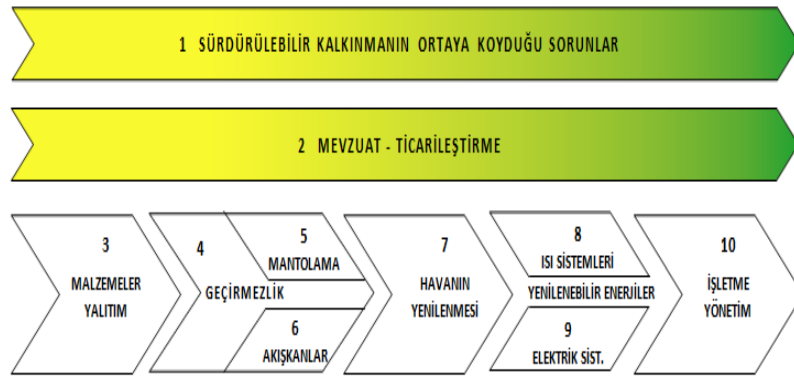 1 SÜRDÜRÜLEBİLİR KALKINMANIN ORTAYA KOYDUĞU SORUNLAR
2 MEVZUAT - TİCARİLEŞTİRME
3
MALZEMELER
YALITIM
4
GEÇİRMEZLİK
5
MANTOLAMA
6
AKIŞKANLAR
7
HAVANIN
YENİLENMESİ
8
ISI SİSTEMLERİ
YENİLENEBİLİR ENERJİLER
9
ELEKTRİK SİST.
10
İŞLETME
YÖNETİM